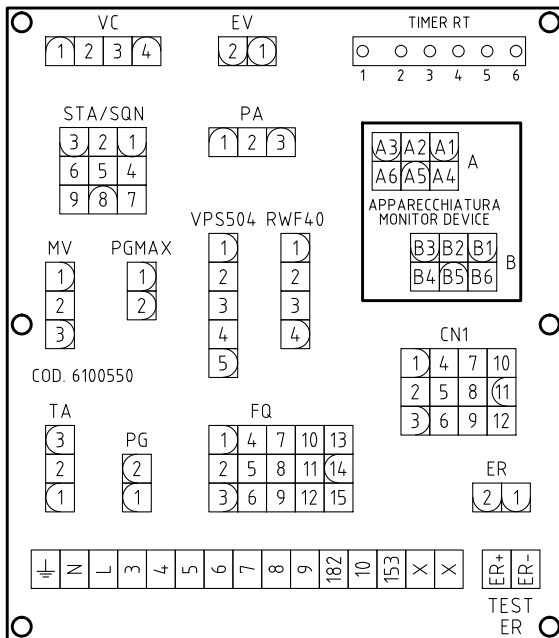 VC EV TIMER RT
1 2 3 4 2 1
1 2 3 4 5 6
STA/SQN PA
3 2 1 1 2 3
6 5 4
9 8 7
A3 A2 A1 A
A6 A5 A4
APPARECCHIATURA
MONITOR DEVICE
B3 B2 B1 B
B4 B5 B6
VPS504 RWF40
1 1
2 2
3 3
4 4
5
MV PGMAX
1 1
2 2
3
CN1
1 4 7 10
2 5 8 11
3 6 9 12
COD. 6100550
TA PG FQ
3 2
2 1
1
1 4 7 10 13
2 5 8 11 14
3 6 9 12 15
ER
2 1
N L 3 4 5 6 7 8 9 182 10 153 X X ER+ ER-
TEST
ER